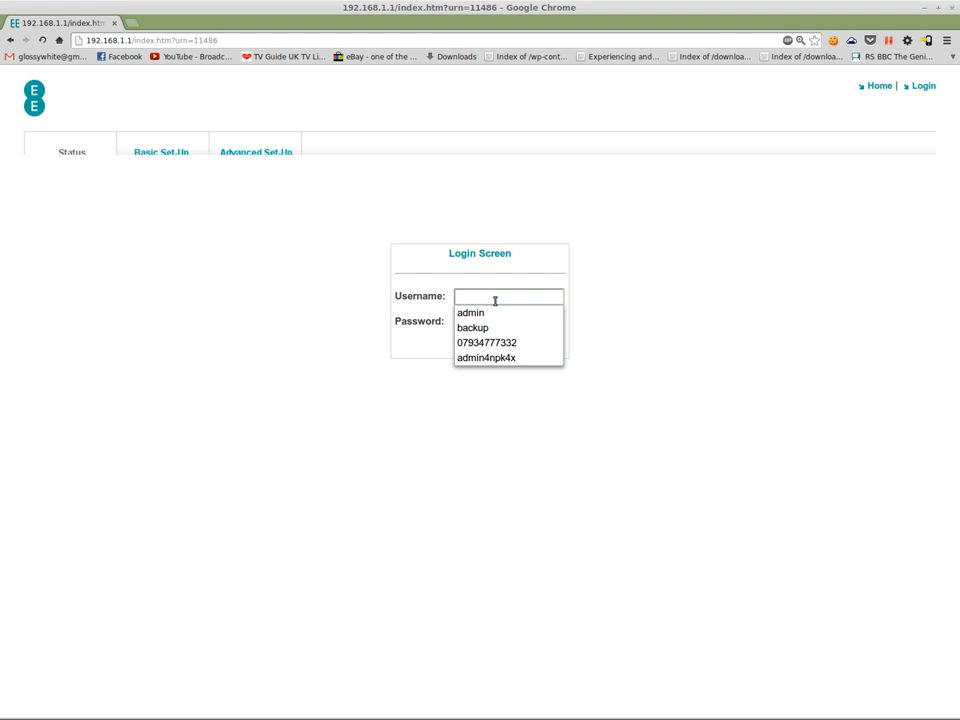 192.168.1.1/index.htm?urn=11486 - Google Chrome
EE 192.168.1.1/index.htm
192.168.1.1/index.htm?urn=11486
glossywhite@gm... Facebook YouTube - Broadc... TV Guide UK TV Li... eBay - one of the ... Downloads Index of /wp-cont... Experiencing and... Index of /downloa... Index of /downloa... RS BBC The Geni...
E
E
Home | Login
Status Basic Set-Up Advanced Set-Up
Login Screen
Username:
admin
Password:
backup
07934777332
admin4npk4x